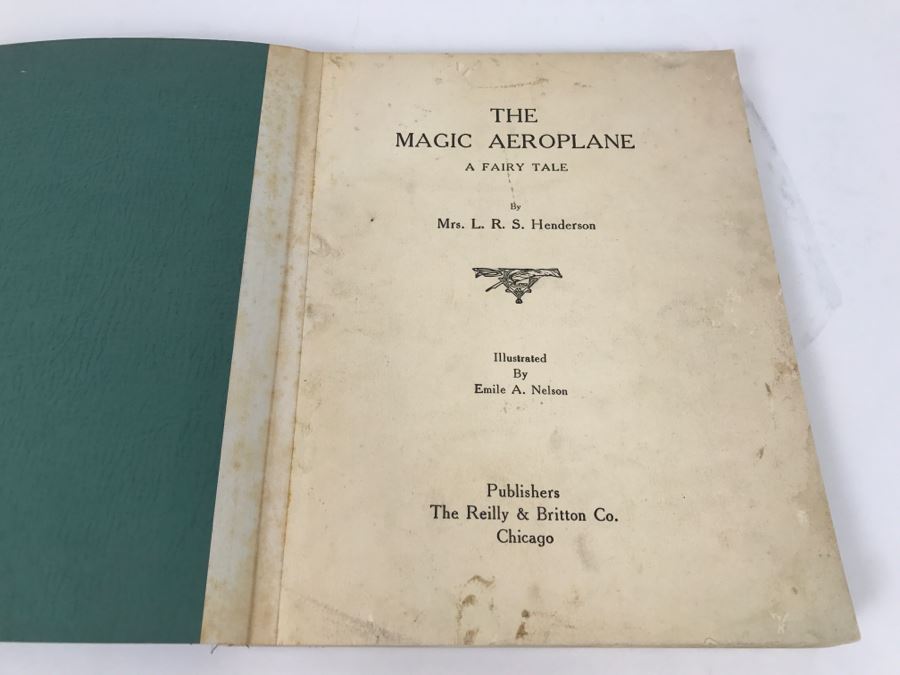 THE
MAGIC AEROPLANE
A FAIRY TALE
By
Mrs. L. R. S. Henderson
Illustrated
By
Emile A. Nelson
Publishers
The Reilly & Britton Co.
Chicago